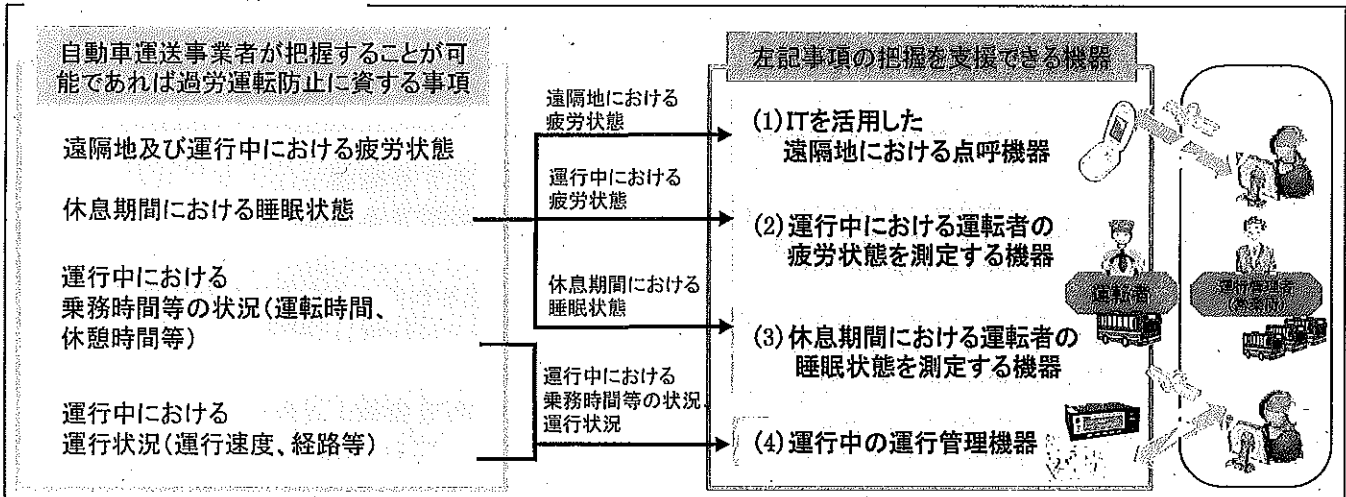 自動車運送事業者が把握することが可
能であれば過労運転防止に資する事項
遠隔地及び運行中における疲労状態
休息期間における睡眠状態
運行中における
乗務時間等の状況(運転時間、
休憩時間等)
運行中における
運行状況(運行速度、経路等)
遠隔地における
疲労状態
運行中における
疲労状態
休息期間における
睡眠状態
運行中における
乗務時間等の状況、
運行状況
左記事項の把握を支援できる機器
(1)ITを活用した
遠隔地における点呼機器
(2)運行中における運転者の
疲労状態を測定する機器
(3)休息期間における運転者の
睡眠状態を測定する機器
(4)運行中の運行管理機器
運転者
運行管理者
(営業所)